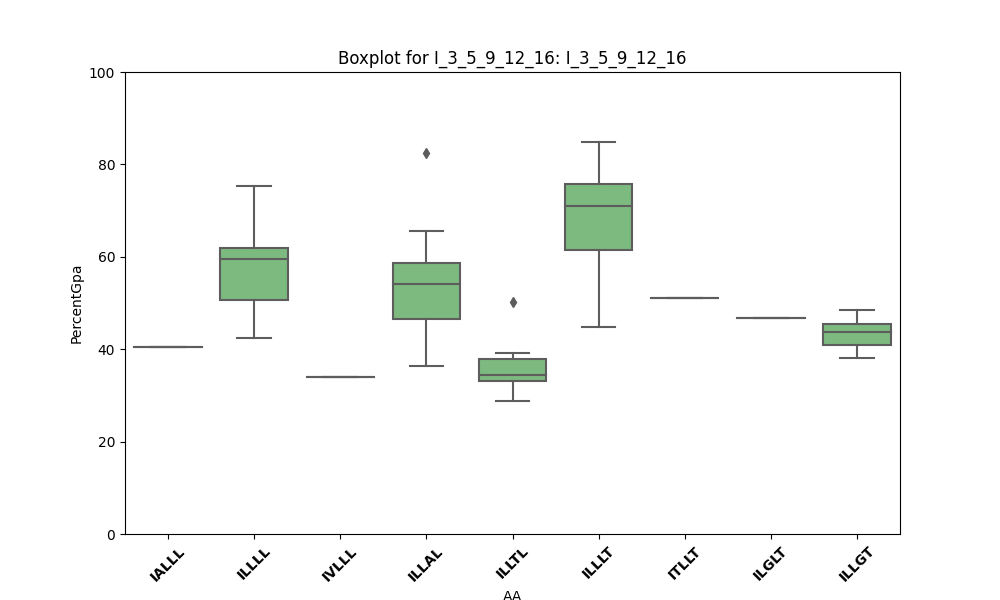 Boxplot for I_3_5_9_12_16: I_3_5_9_12_16
100
80
60
40
20
0
PercentGpa
IALLL
ILLLL
IVLLL
ILLAL
ILLTL
ILLLT
ITLLT
ILGLT
ILLGT
AA